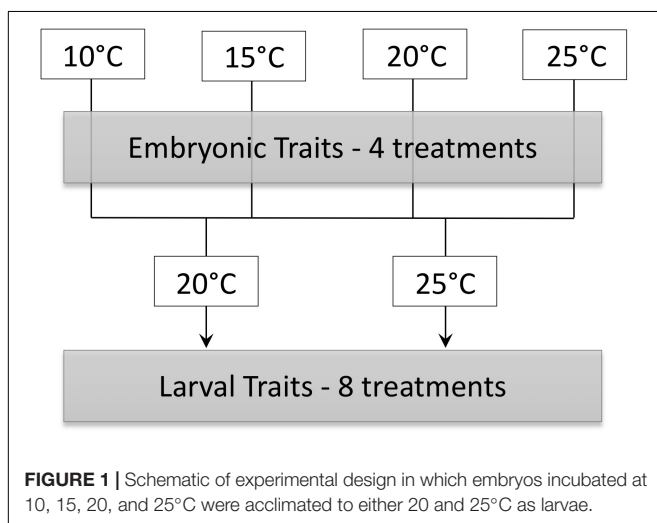 10°C 15°C 20°C 25°C
Embryonic Traits - 4 treatments
20°C 25°C
Larval Traits - 8 treatments
FIGURE 1 | Schematic of experimental design in which embryos incubated at
10, 15, 20, and 25°C were acclimated to either 20 and 25°C as larvae.